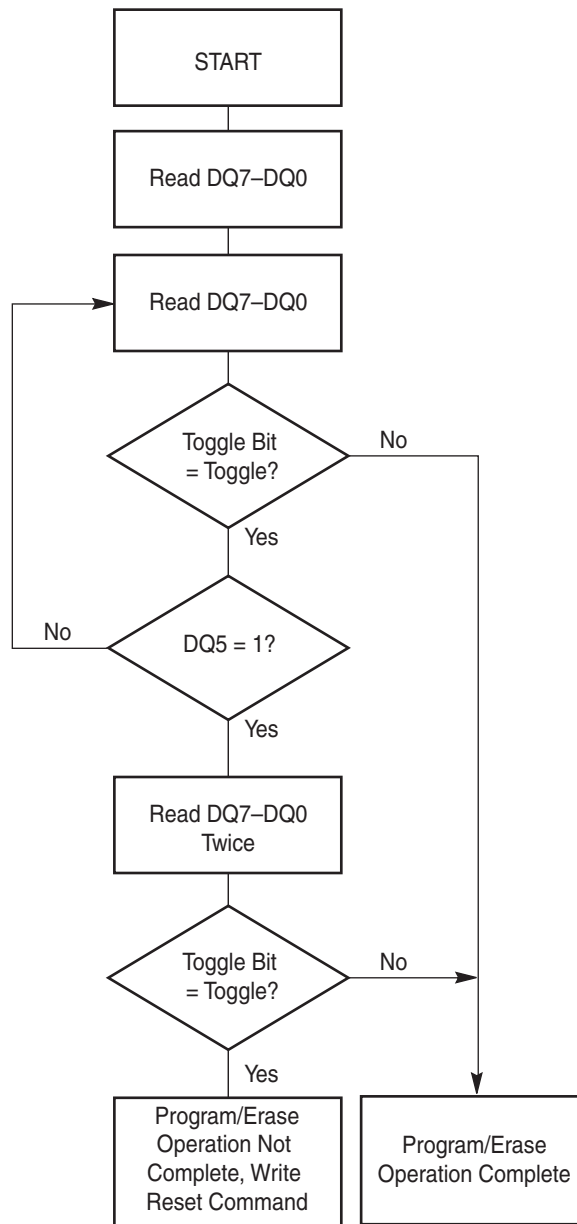 START
Read DQ7–DQ0
Read DQ7–DQ0
Toggle Bit
= Toggle?
No
Yes
No
DQ5 = 1?
Yes
Read DQ7–DQ0
Twice
Toggle Bit
= Toggle?
No
Yes
Program/Erase
Operation Not
Complete, Write
Reset Command
Program/Erase
Operation Complete